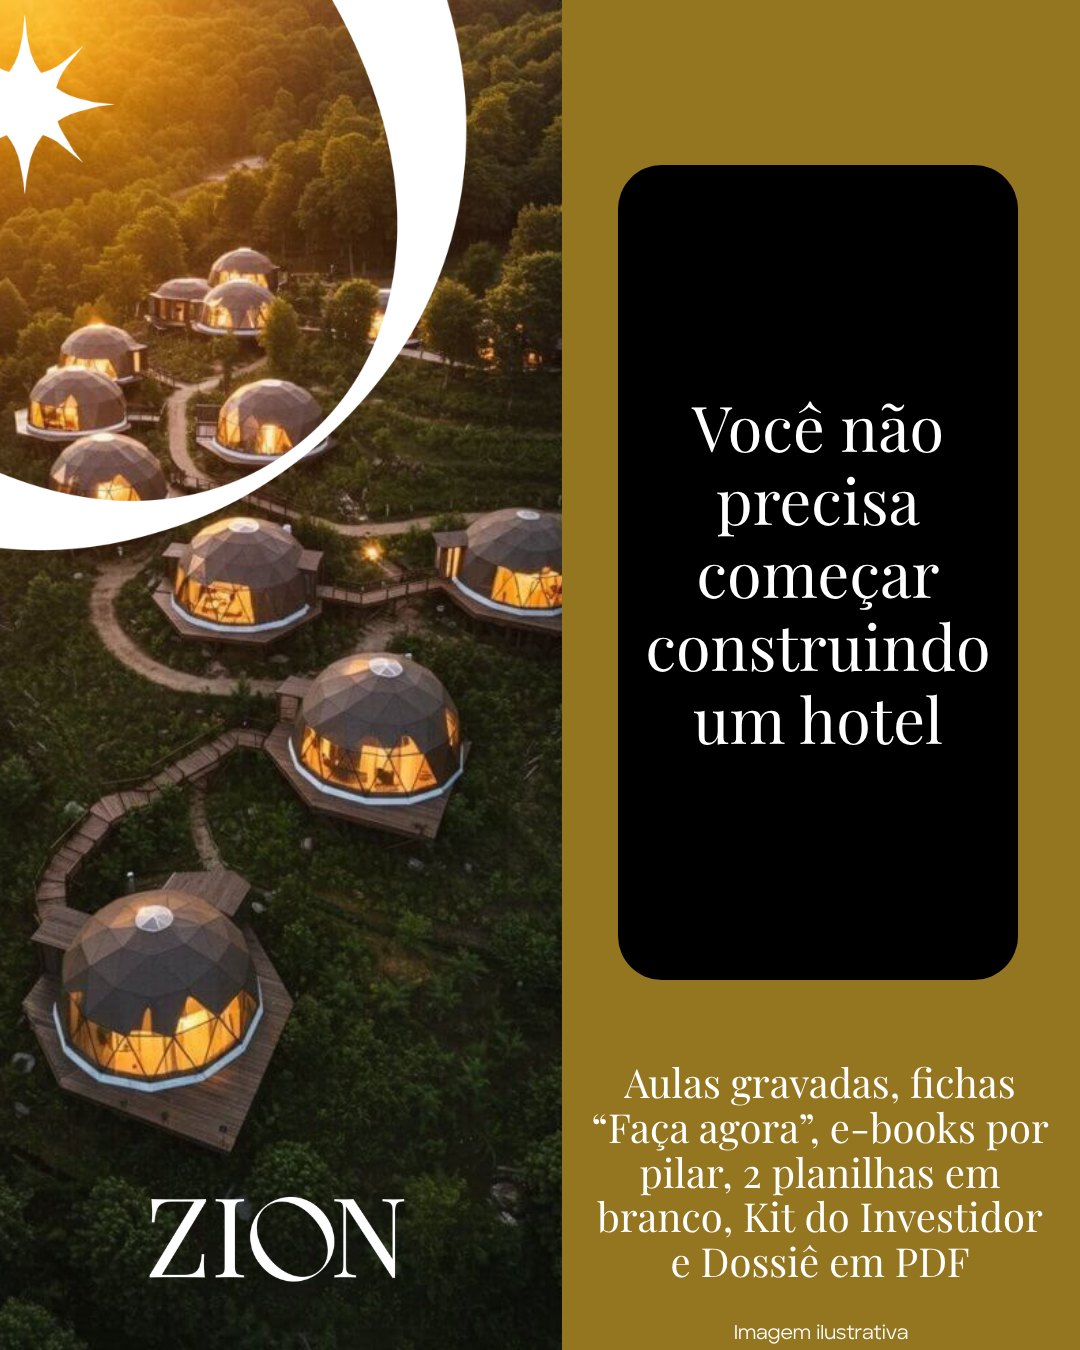 Você não
precisa
começar
construindo
um hotel
Aulas gravadas, fichas
“Faça agora”, e-books por
pilar, 2 planilhas em
branco, Kit do Investidor
e Dossiê em PDF
ZION
Imagem ilustrativa